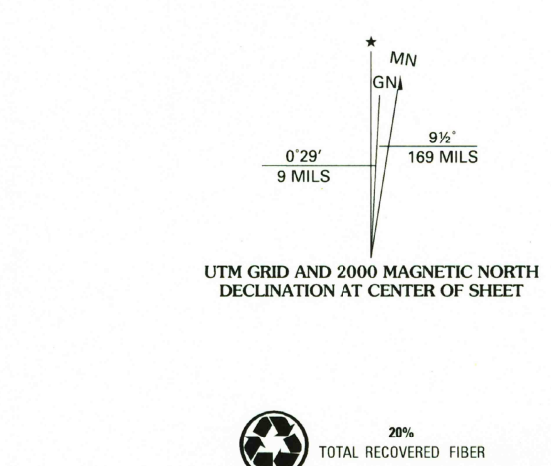 ★
MN
GN
0°29′
9 MILS
9½°
169 MILS
UTM GRID AND 2000 MAGNETIC NORTH
DECLINATION AT CENTER OF SHEET
20%
TOTAL RECOVERED FIBER